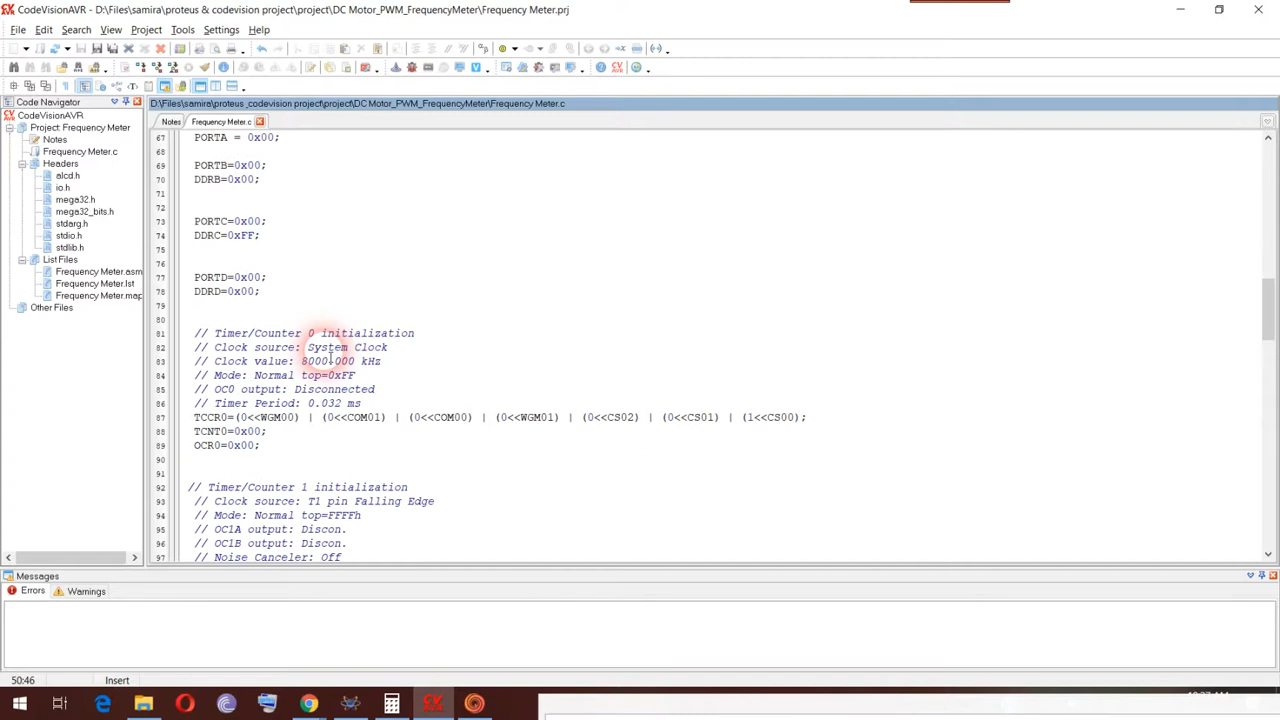 CodeVisionAVR - D:\Files\samira\proteus & codevision project\project\DC Motor_PWM_FrequencyMeter\Frequency Meter.prj
File Edit Search View Project Tools Settings Help
Code Navigator
D:\Files\samira\proteus _codevision project\project\DC Motor_PWM_FrequencyMeter\Frequency Meter.c
CodeVisionAVR
Project: Frequency Meter
Notes
Frequency Meter.c
Headers
alcd.h
io.h
mega32.h
mega32_bits.h
stdarg.h
stdio.h
stdlib.h
List Files
Frequency Meter.asm
Frequency Meter.lst
Frequency Meter.map
Other Files
Notes Frequency Meter.c
67 PORTA = 0x00;
68
69 PORTB=0x00;
70 DDRB=0x00;
71
72
73 PORTC=0x00;
74 DDRC=0xFF;
75
76
77 PORTD=0x00;
78 DDRD=0x00;
79
80
81 // Timer/Counter 0 initialization
82 // Clock source: System Clock
83 // Clock value: 8000.000 kHz
84 // Mode: Normal top=0xFF
85 // OC0 output: Disconnected
86 // Timer Period: 0.032 ms
87 TCCR0=(0<<WGM00) | (0<<COM01) | (0<<COM00) | (0<<WGM01) | (0<<CS02) | (0<<CS01) | (1<<CS00);
88 TCNT0=0x00;
89 OCR0=0x00;
90
91
92 // Timer/Counter 1 initialization
93 // Clock source: T1 pin Falling Edge
94 // Mode: Normal top=FFFFh
95 // OC1A output: Discon.
96 // OC1B output: Discon.
97 // Noise Canceler: Off
Messages
Errors Warnings
50:46 Insert